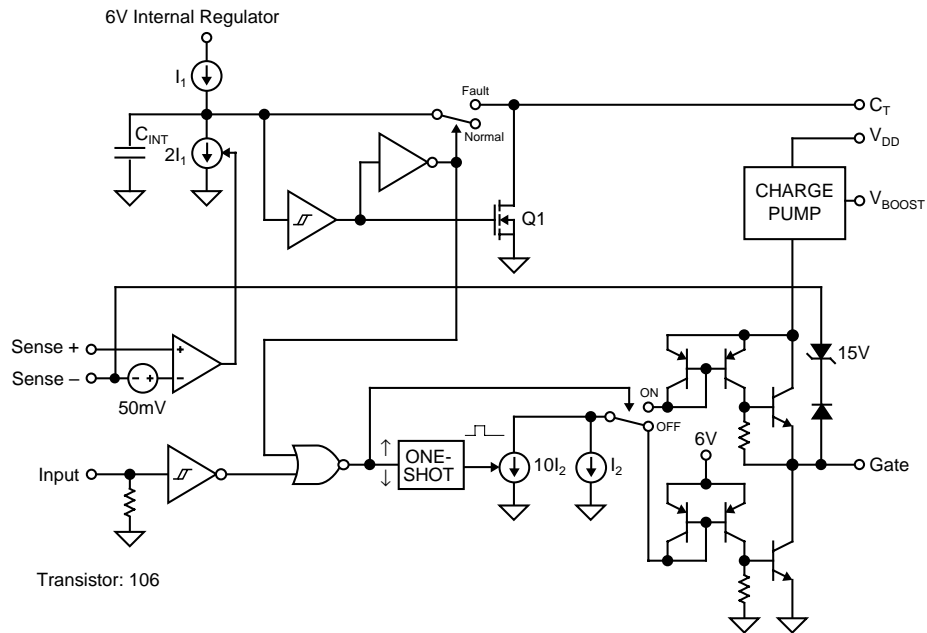 6V Internal Regulator
I1
Fault
CT
CINT
Normal
VDD
2I1
CHARGE
PUMP
VBOOST
Q1
Sense +
+
15V
Sense –
– +
–
50mV
ON
OFF
6V
Input
ONE-
SHOT
10I2
I2
Gate
Transistor: 106